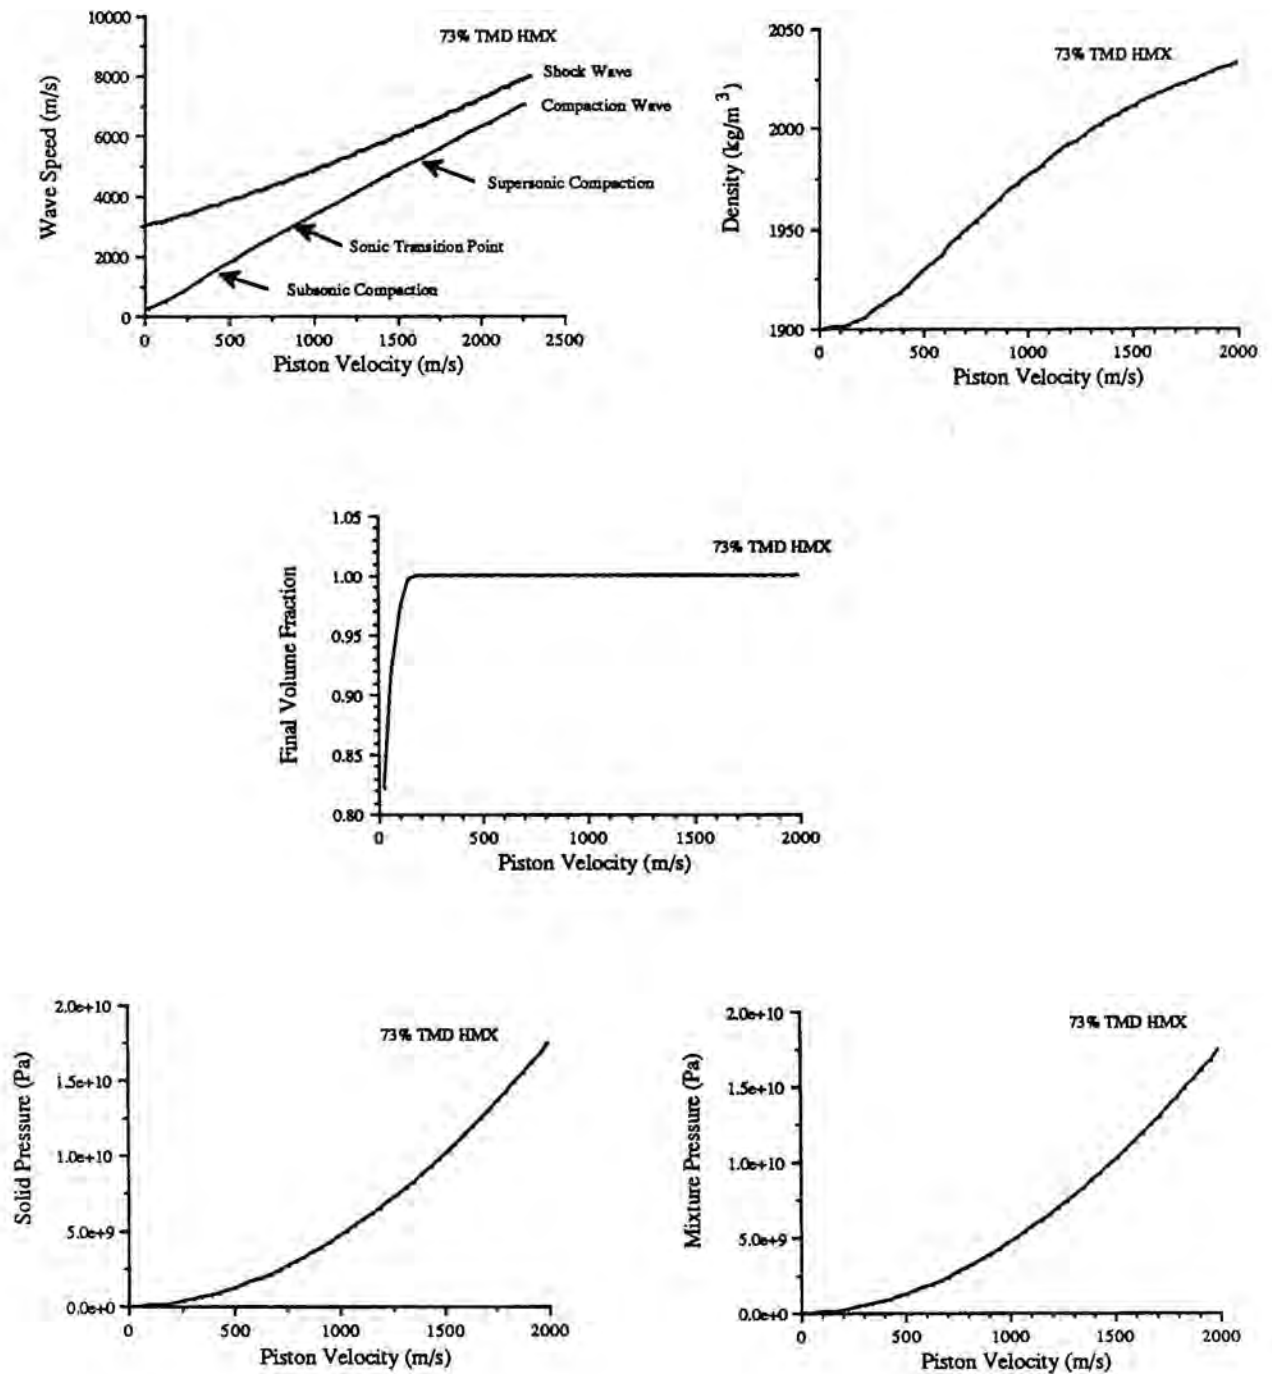 73% TMD HMX
Shock Wave
Compaction Wave
Supersonic Compaction
Sonic Transition Point
Subsonic Compaction
10000
8000
6000
4000
2000
0
0 500 1000 1500 2000 2500
Wave Speed (m/s)
Piston Velocity (m/s)
73% TMD HMX
2050
2000
1950
1900
0 500 1000 1500 2000
Density (kg/m 3)
Piston Velocity (m/s)
73% TMD HMX
1.05
1.00
0.95
0.90
0.85
0.80
0 500 1000 1500 2000
Final Volume Fraction
Piston Velocity (m/s)
73% TMD HMX
2.0e+10
1.5e+10
1.0e+10
5.0e+9
0.0e+0
0 500 1000 1500 2000
Solid Pressure (Pa)
Piston Velocity (m/s)
73% TMD HMX
2.0e+10
1.5e+10
1.0e+10
5.0e+9
0.0e+0
0 500 1000 1500 2000
Mixture Pressure (Pa)
Piston Velocity (m/s)